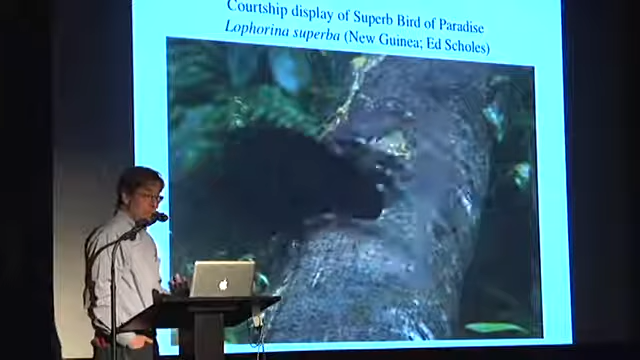 Courtship display of Superb Bird of Paradise
Lophorina superba (New Guinea; Ed Scholes)